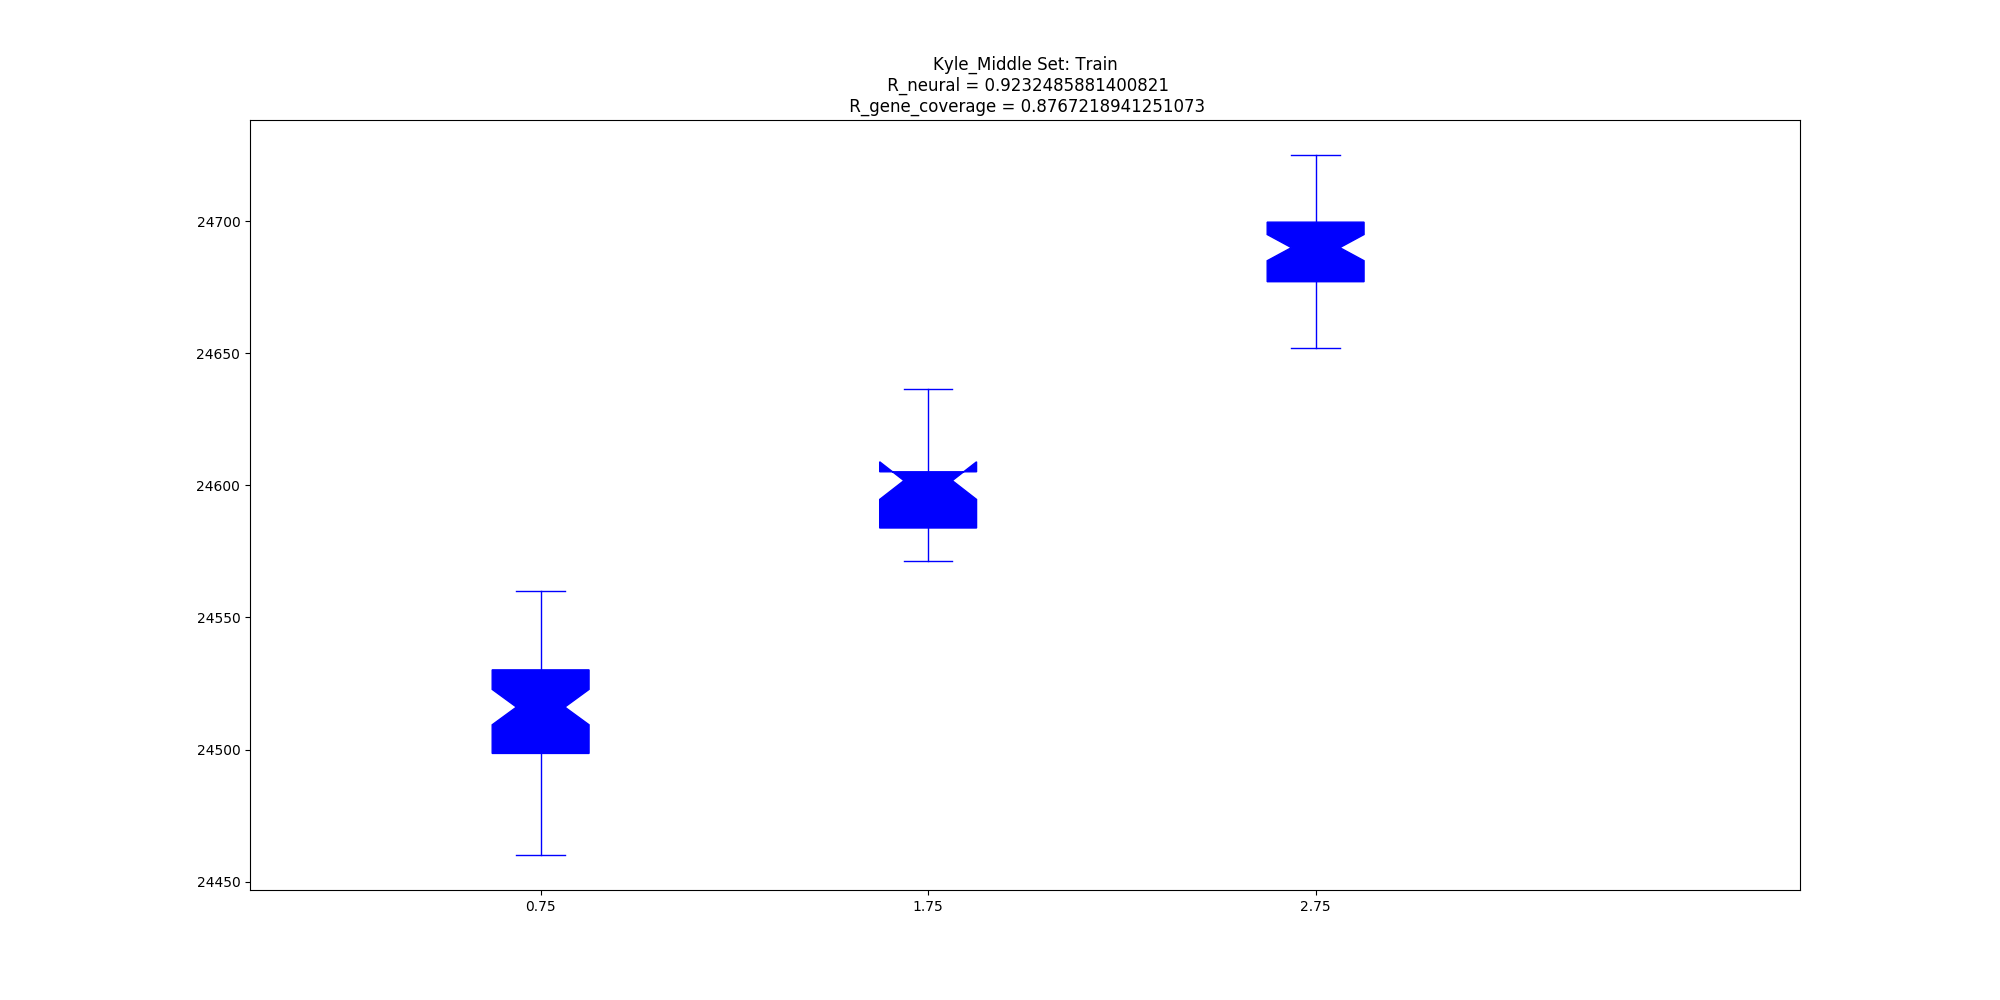 Kyle_Middle Set: Train
R_neural = 0.9232485881400821
R_gene_coverage = 0.8767218941251073
24700
24650
24600
24550
24500
24450
0.75 1.75 2.75